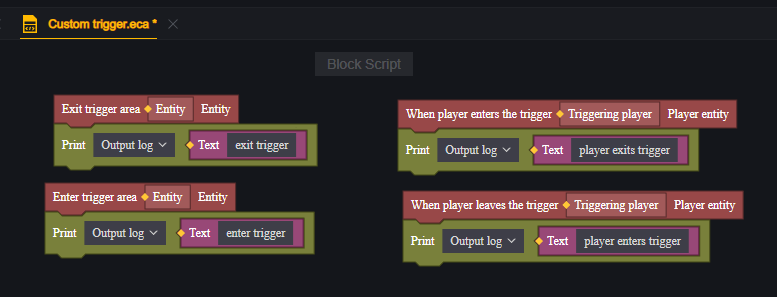 Custom trigger.eca *
Block Script
Exit trigger area Entity Entity
Print Output log Text exit trigger
Enter trigger area Entity Entity
Print Output log Text enter trigger
When player enters the trigger Triggering player Player entity
Print Output log Text player exits trigger
When player leaves the trigger Triggering player Player entity
Print Output log Text player enters trigger